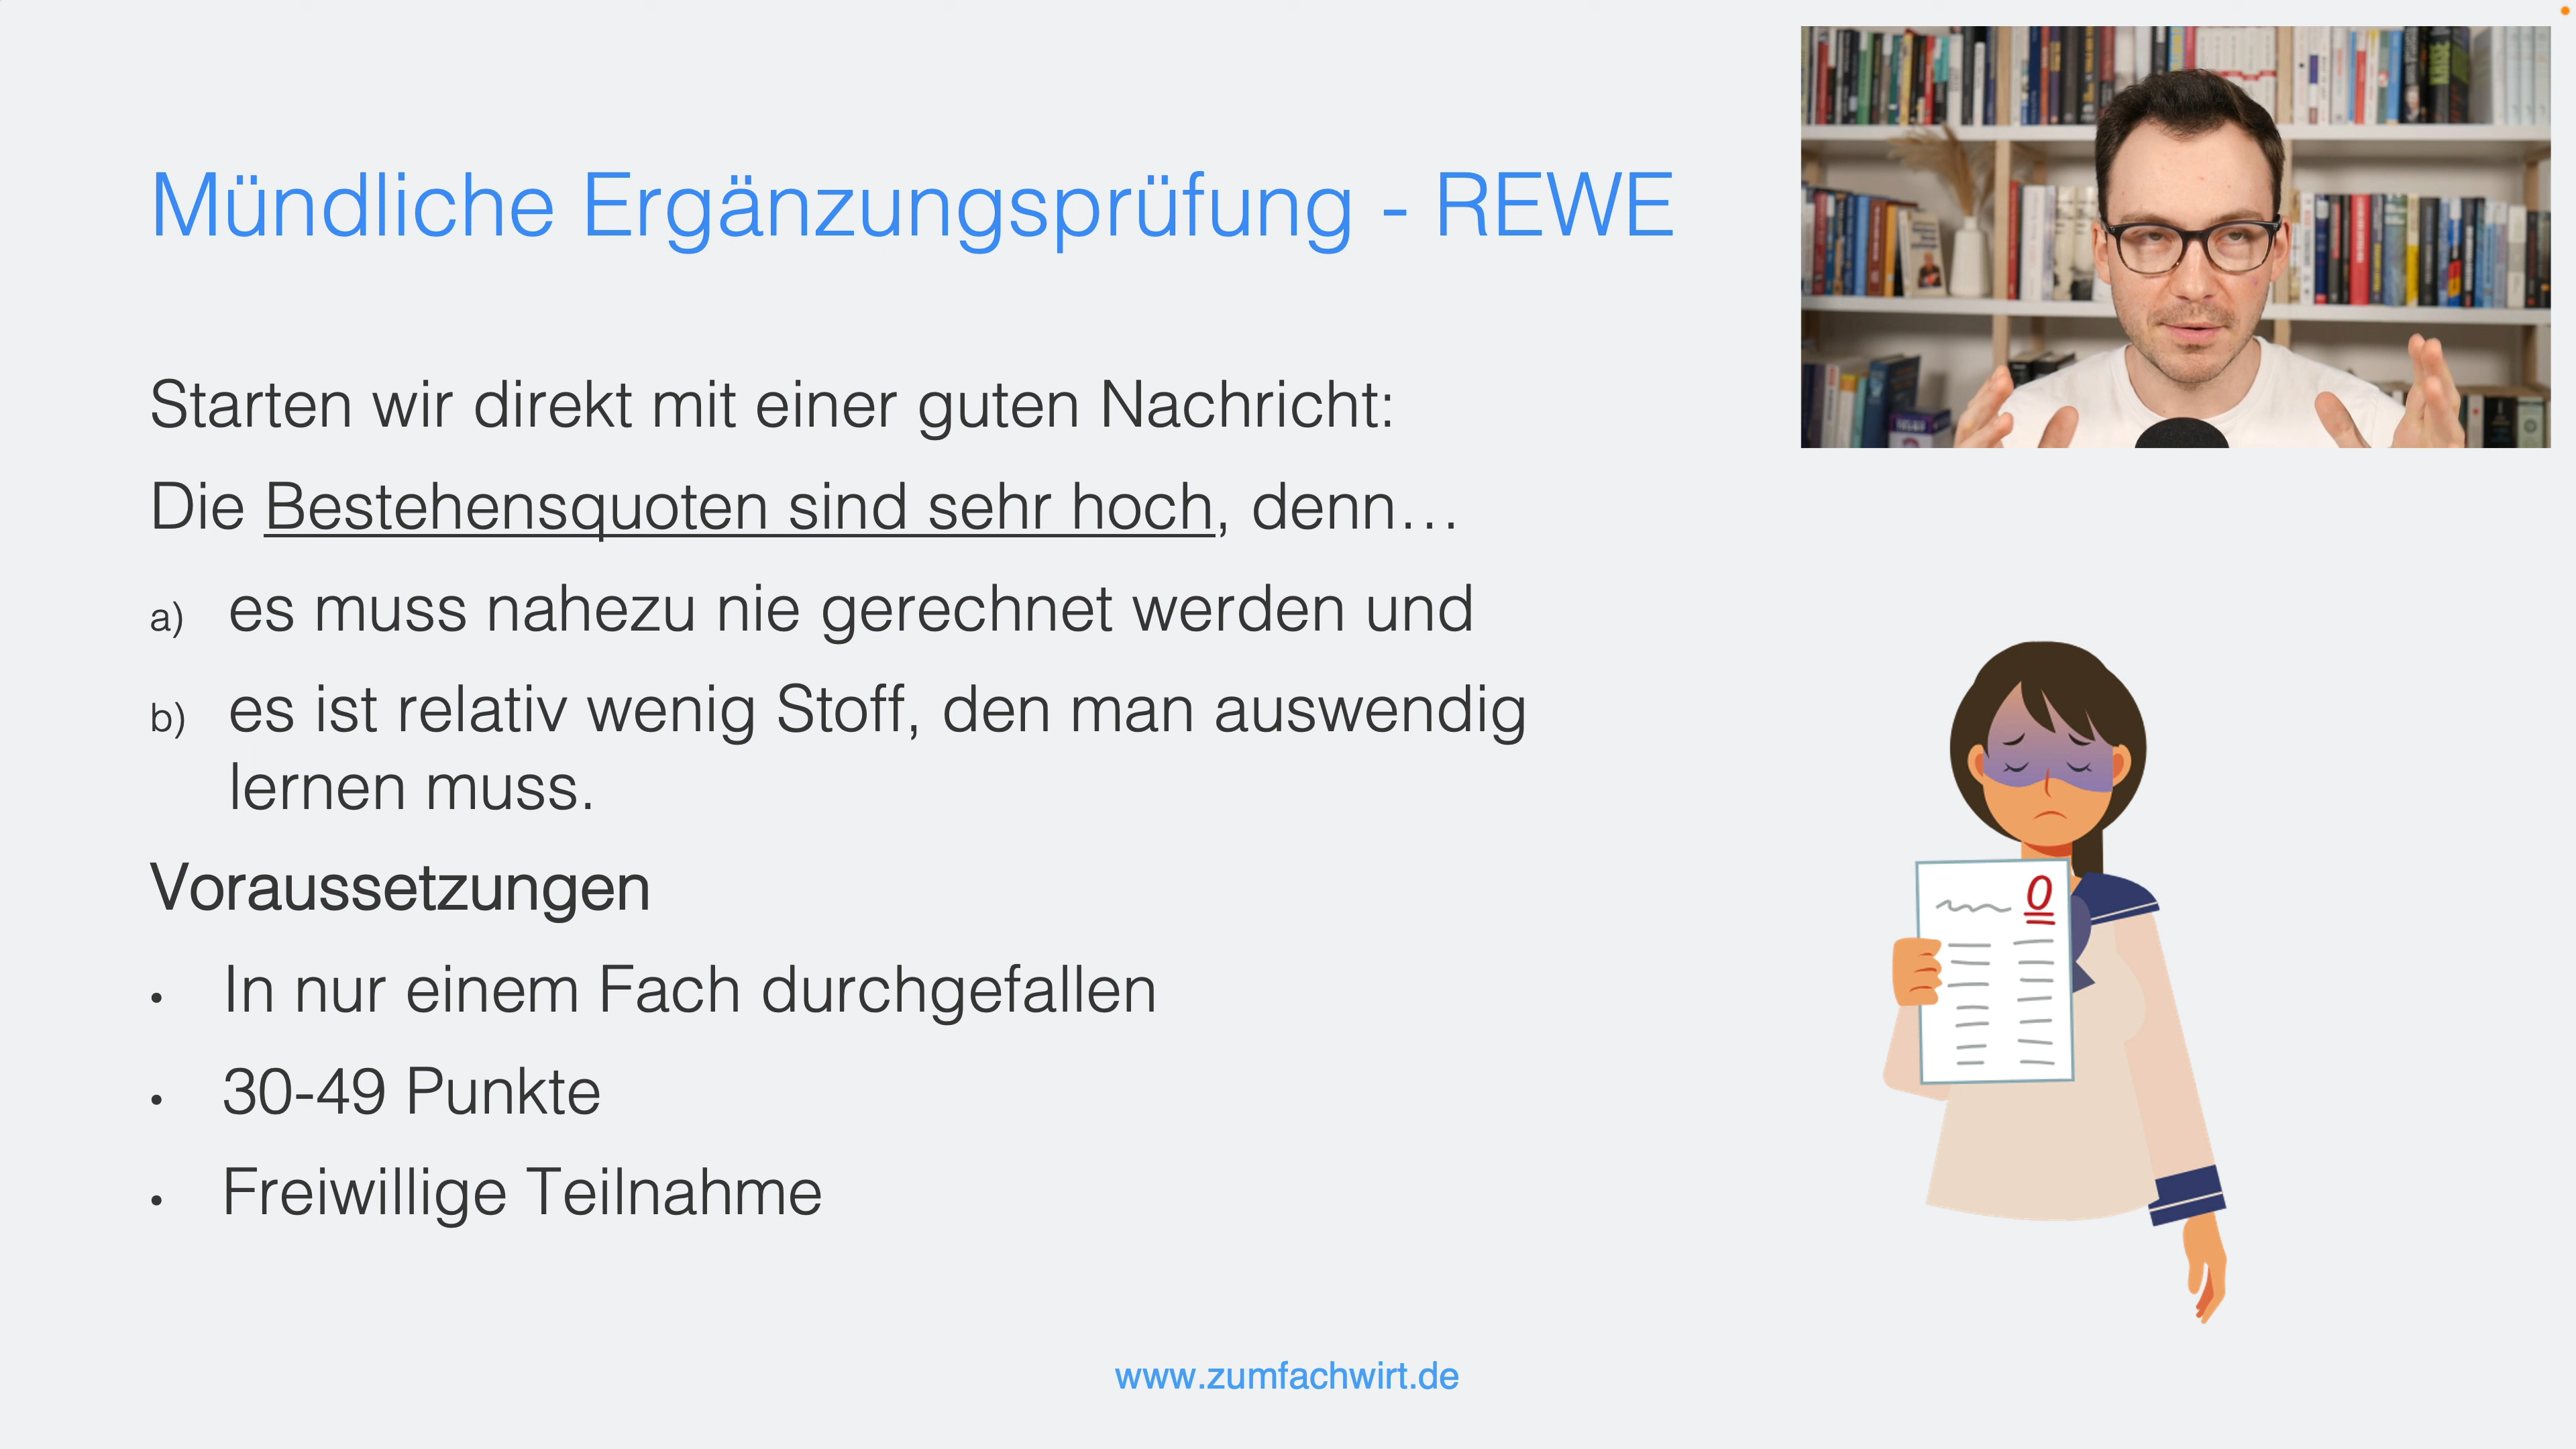 Mündliche Ergänzungsprüfung - REWE
Starten wir direkt mit einer guten Nachricht:
Die Bestehensquoten sind sehr hoch, denn…
a) es muss nahezu nie gerechnet werden und
b) es ist relativ wenig Stoff, den man auswendig
lernen muss.
Voraussetzungen
• In nur einem Fach durchgefallen
• 30-49 Punkte
• Freiwillige Teilnahme
0
www.zumfachwirt.de